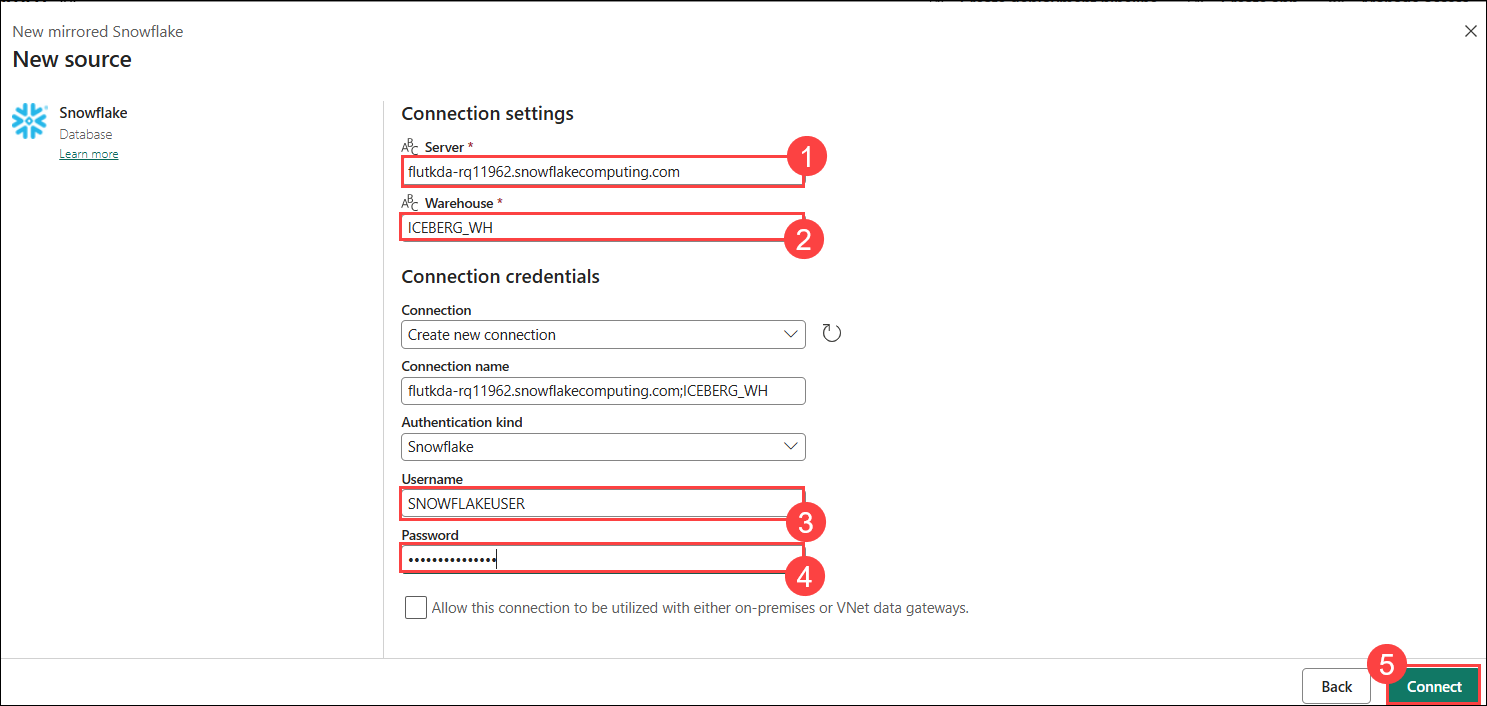 New mirrored Snowflake
New source
Snowflake
Database
Learn more
Connection settings
ABC Server *
1
flutkda-rq11962.snowflakecomputing.com
ABC Warehouse *
ICEBERG_WH
2
Connection credentials
Connection
Create new connection
Connection name
flutkda-rq11962.snowflakecomputing.com;ICEBERG_WH
Authentication kind
Snowflake
Username
SNOWFLAKEUSER
3
Password
•••••••••••••••
4
Allow this connection to be utilized with either on-premises or VNet data gateways.
5
Back
Connect